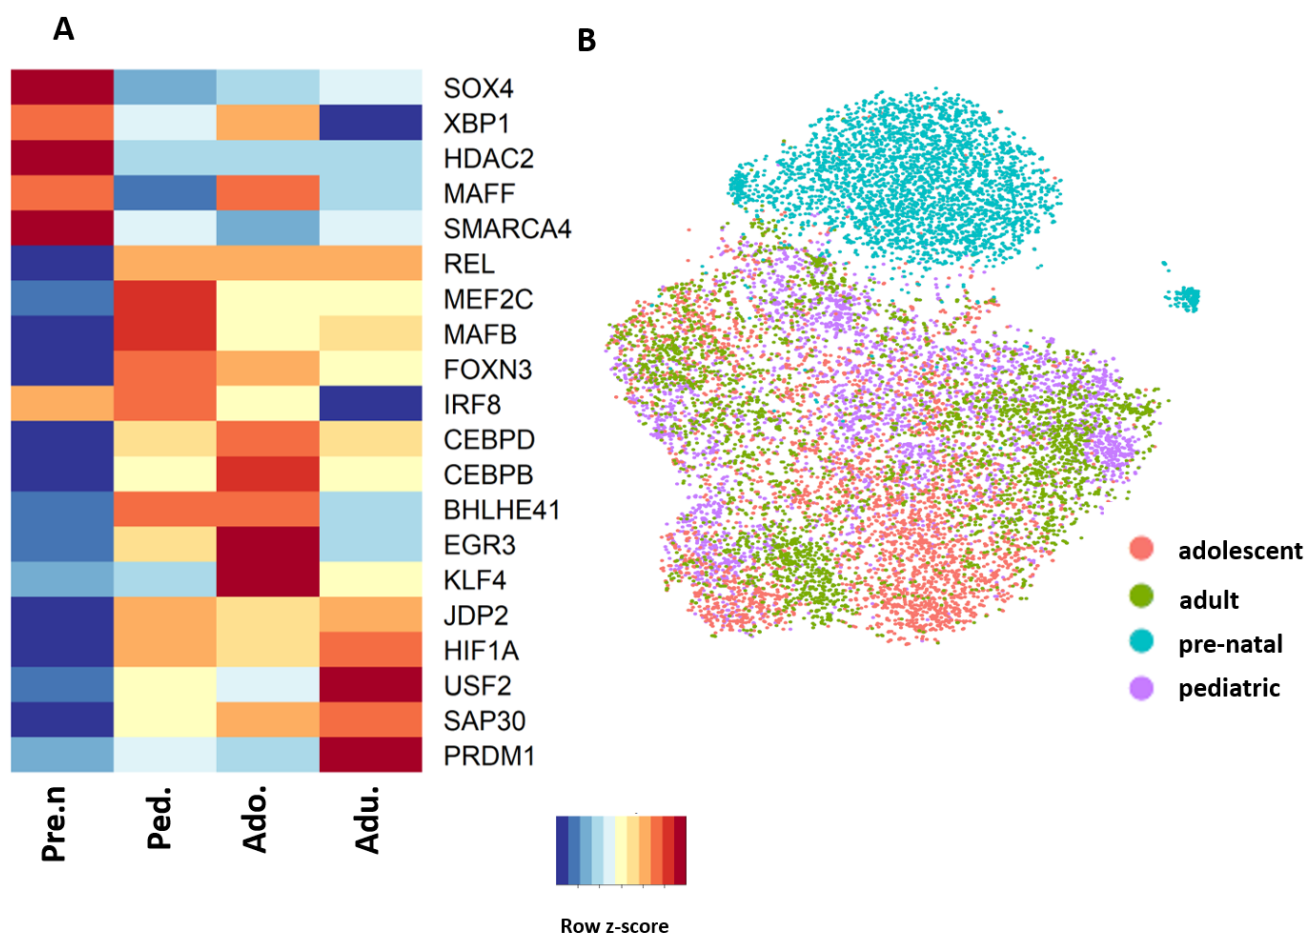 A
B
SOX4
XBP1
HDAC2
MAFF
SMARCA4
REL
MEF2C
MAFB
FOXN3
IRF8
CEBPD
CEBPB
BHLHE41
EGR3
KLF4
JDP2
HIF1A
USF2
SAP30
PRDM1
Pre.n
Ped.
Ado.
Adu.
Row z-score
adolescent
adult
pre-natal
pediatric